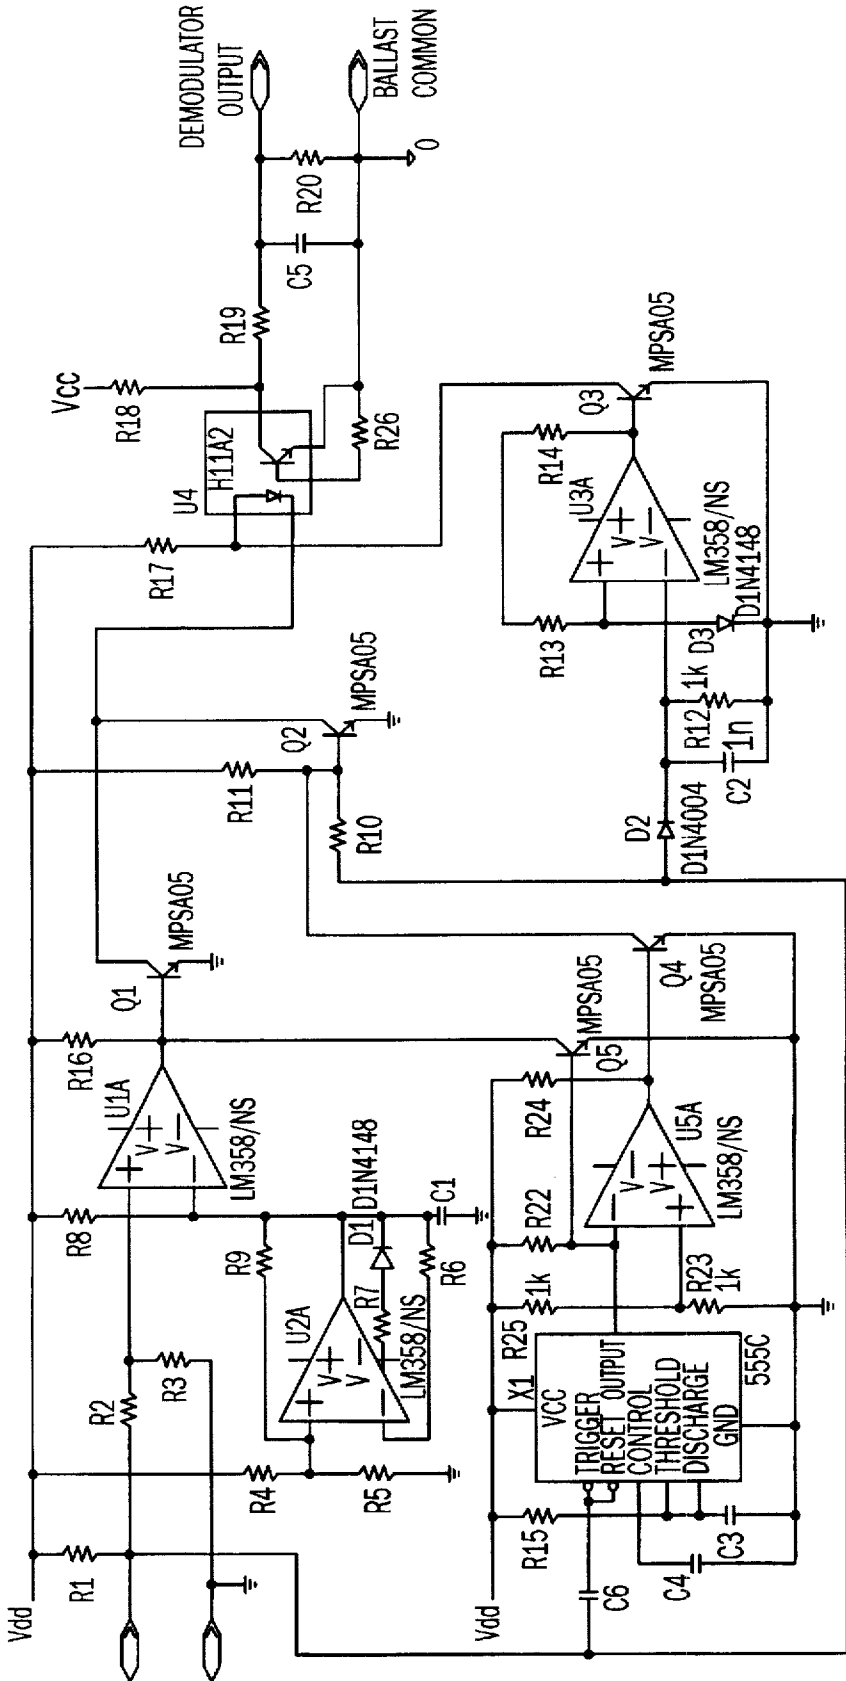 Vdd
R1
R2
R3
R4
R5
R8
R9
U2A
+
V+
V-
-
LM358/NS
R7
D1
D1N4148
R6
C1
R16
U1A
+
V+
V-
-
LM358/NS
Q1
MPSA05
R11
R10
Q2
MPSA05
R17
U4
H11A2
R26
Vcc
R18
R19
C5
R20
0
DEMODULATOR
OUTPUT
BALLAST
COMMON
Vdd
R15
C6
C4
C3
X1
VCC
TRIGGER
RESET OUTPUT
CONTROL
THRESHOLD
DISCHARGE
GND
555C
R25
1k
R23
1k
R22
R24
-
V-
V+
+
U5A
LM358/NS
Q5
MPSA05
Q4
MPSA05
D2
D1N4004
C2
1n
R12
1k
D3
D1N4148
R13
R14
U3A
+
V+
V-
-
LM358/NS
Q3
MPSA05